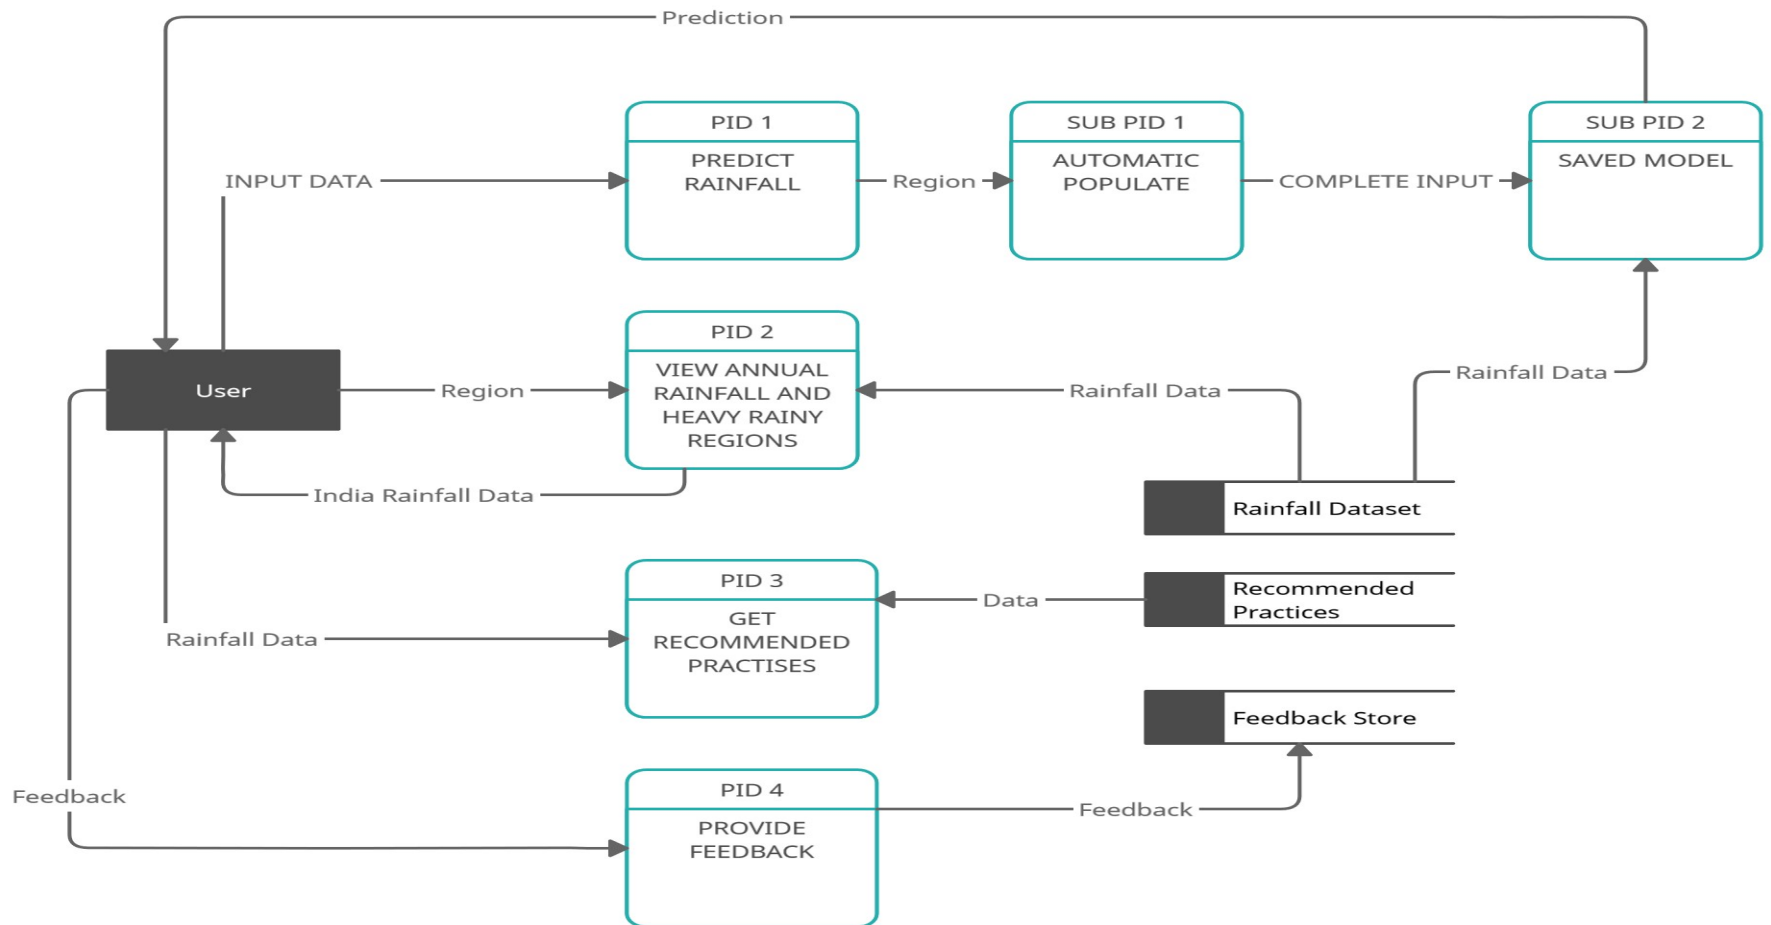 Prediction
PID 1
SUB PID 1
SUB PID 2
PREDICT
RAINFALL
AUTOMATIC
POPULATE
SAVED MODEL
INPUT DATA
Region
COMPLETE INPUT
PID 2
VIEW ANNUAL
RAINFALL AND
HEAVY RAINY
REGIONS
User
Region
Rainfall Data
Rainfall Data
India Rainfall Data
Rainfall Dataset
PID 3
GET
RECOMMENDED
PRACTISES
Data
Recommended
Practices
Rainfall Data
Feedback Store
PID 4
PROVIDE
FEEDBACK
Feedback
Feedback